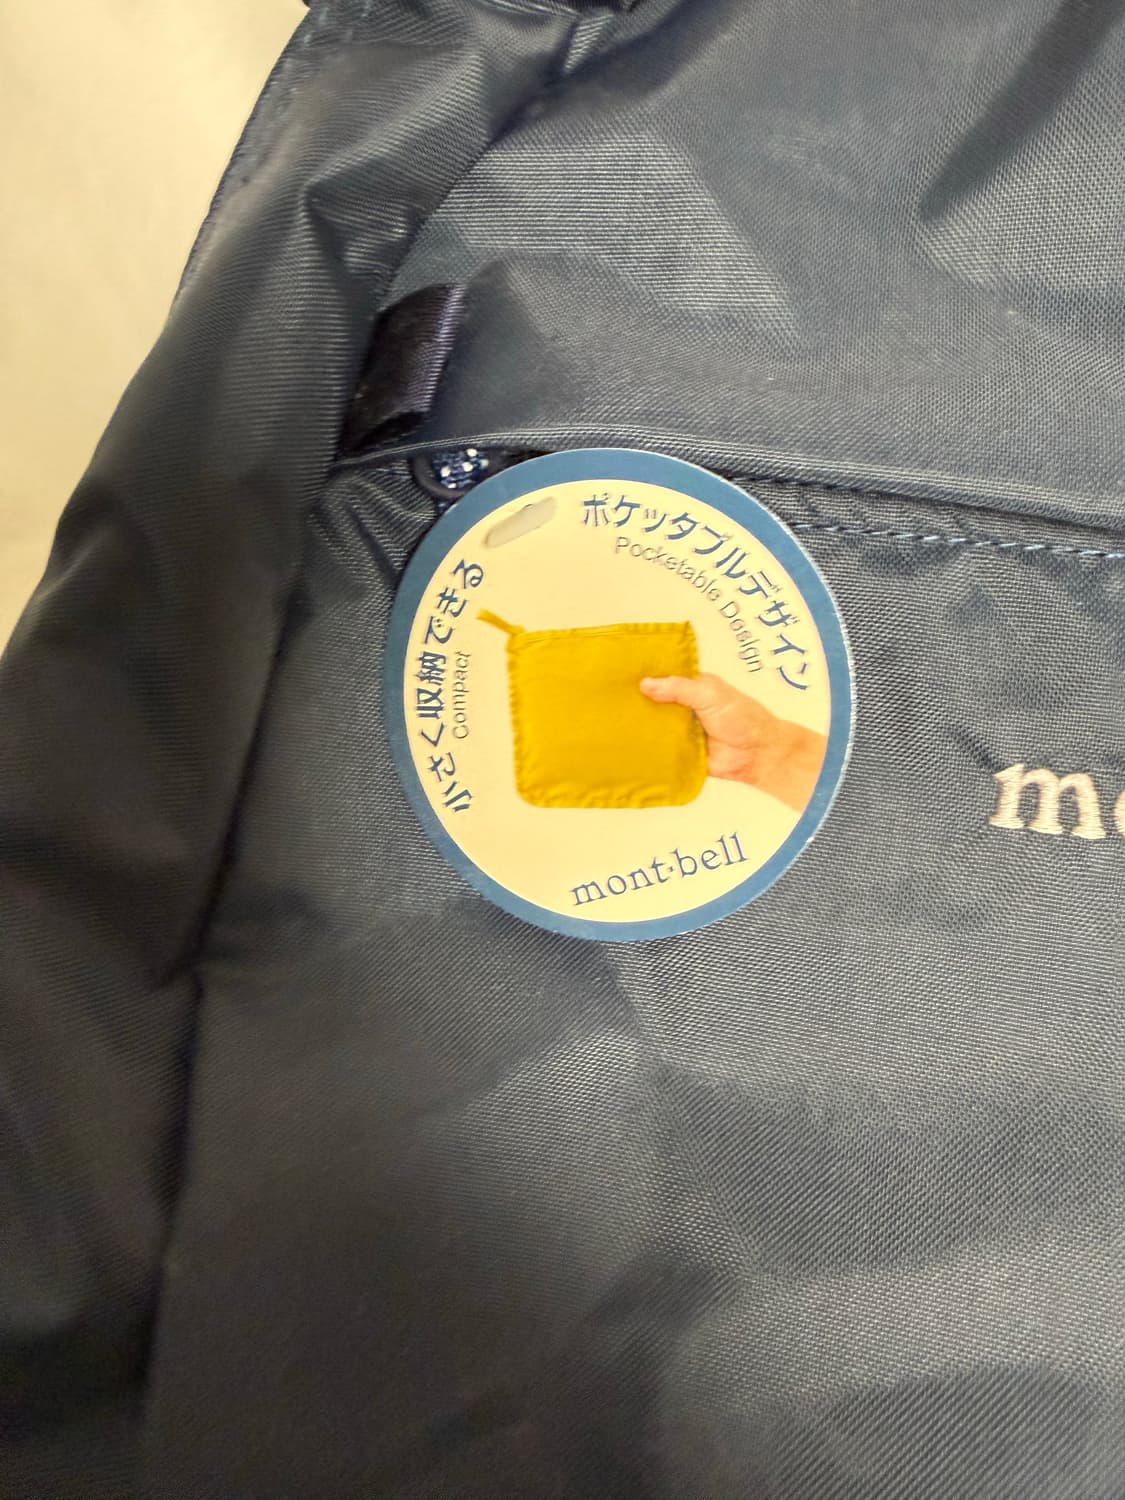 ポケッタブルデザイン
Pocketable Design
小さく収納できる
Compact
mont-bell
m